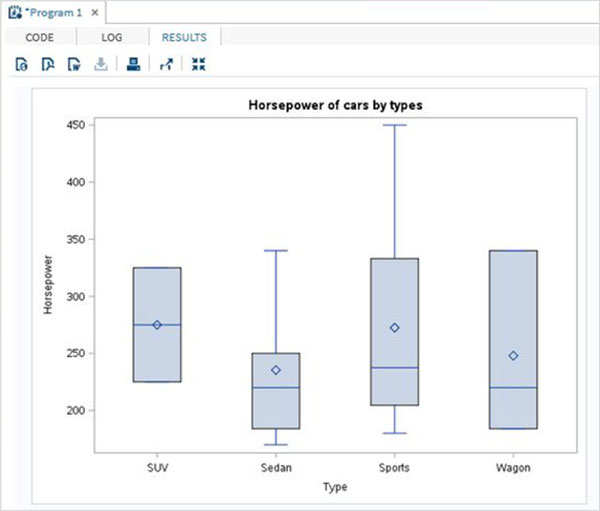 *Program 1 ×
CODE LOG RESULTS
Horsepower of cars by types
450
400
350
300
250
200
Horsepower
SUV Sedan Sports Wagon
Type